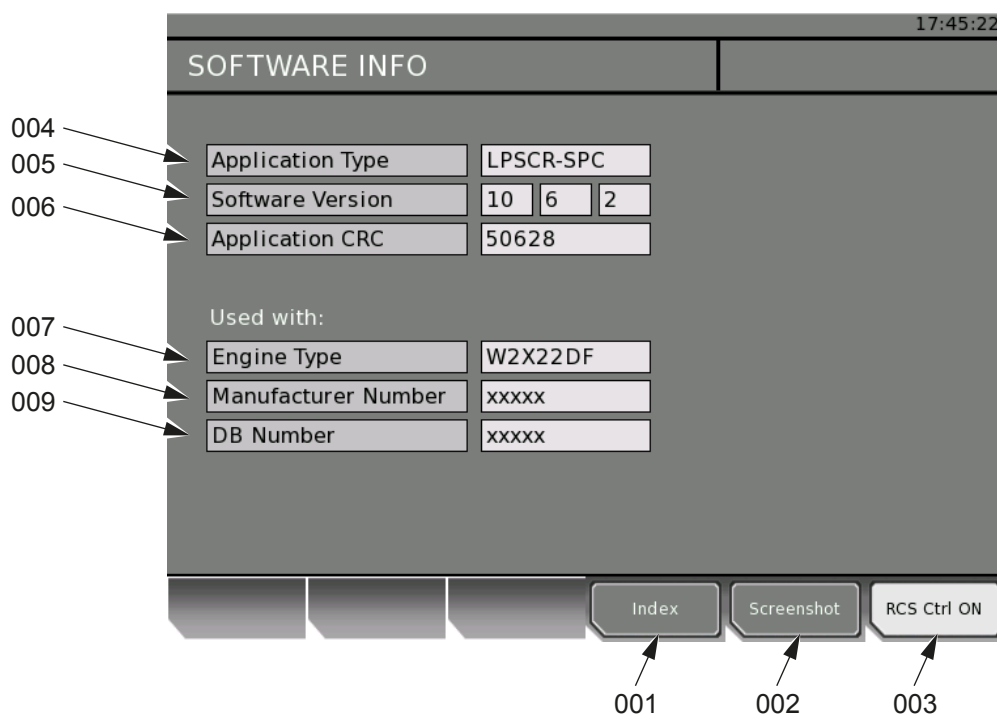 17:45:22
SOFTWARE INFO
004
Application Type LPSCR-SPC
005
Software Version 10 6 2
006
Application CRC 50628
Used with:
007
Engine Type W2X22DF
008
Manufacturer Number xxxxx
009
DB Number xxxxx
Index Screenshot RCS Ctrl ON
001 002 003